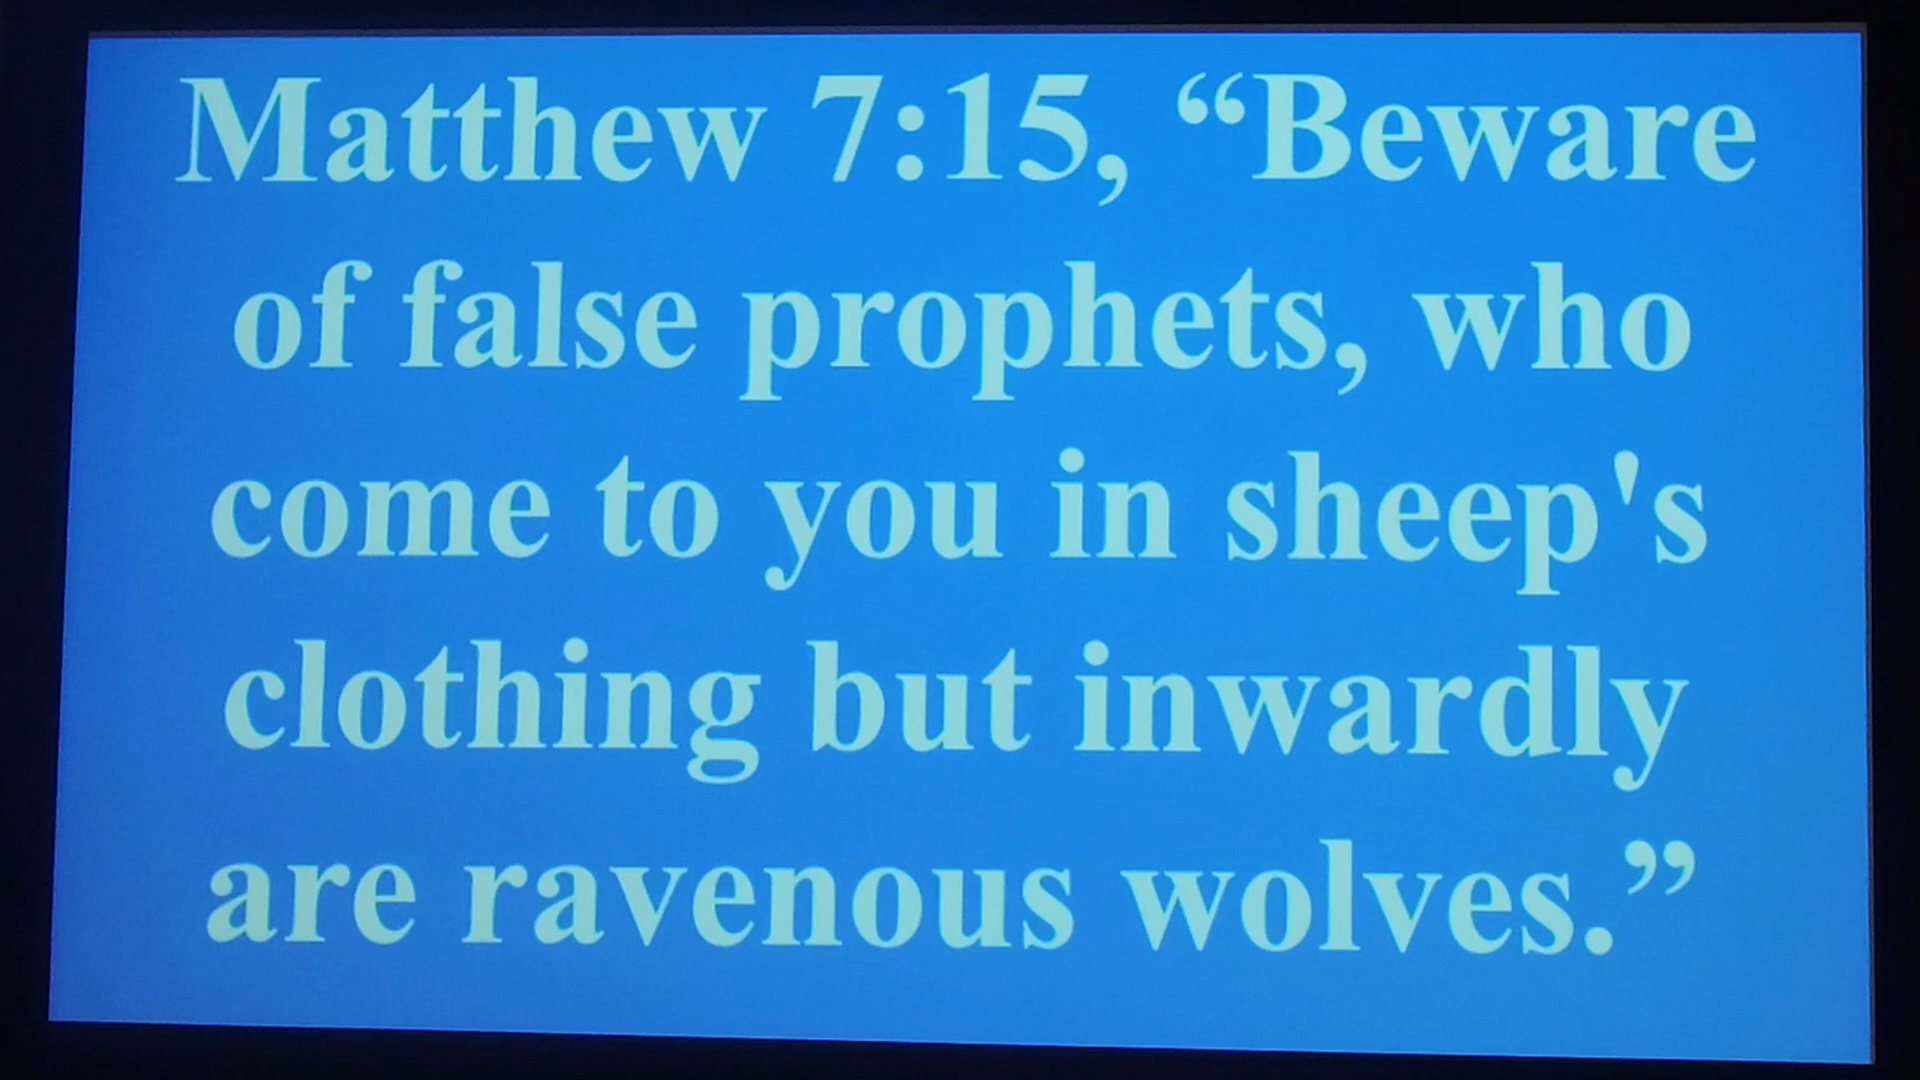 Matthew 7:15, “Beware
of false prophets, who
come to you in sheep's
clothing but inwardly
are ravenous wolves.”